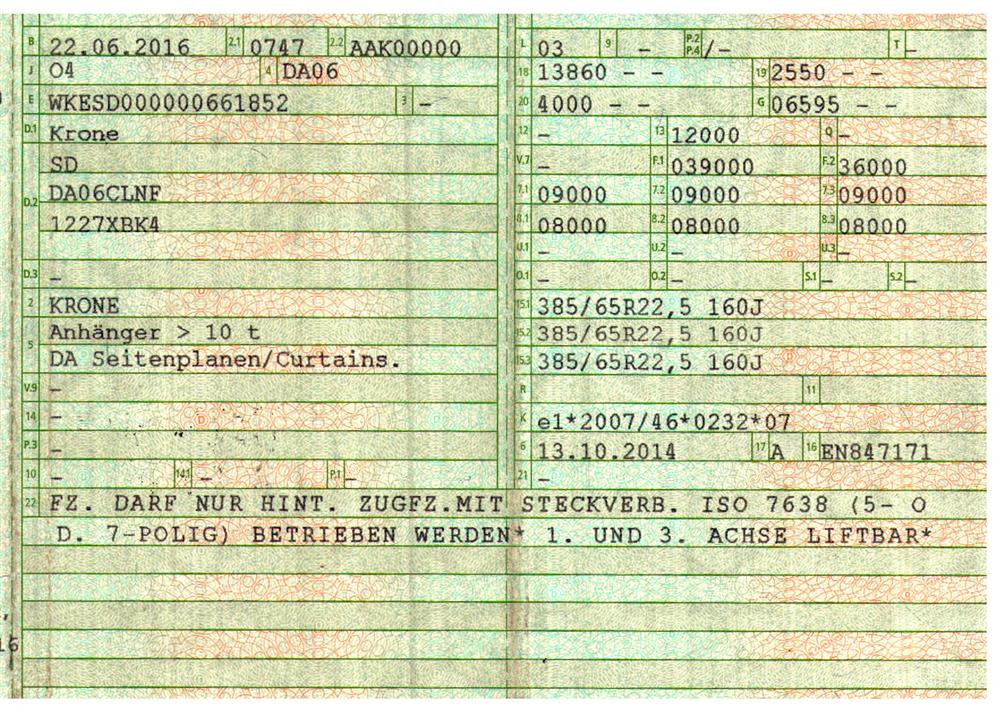 B 22.06.2016 2.1 0747 2.2 AAK00000 L 03 9 - P.2 P.4 /- T -
J O4 4 DA06 18 13860 - - 19 2550 - -
E WKESD000000661852 3 - 20 4000 - - G 06595 - -
D.1 Krone 12 - 13 12000 Q -
SD V.7 - F.1 039000 F.2 36000
D.2 DA06CLNF 7.1 09000 7.2 09000 7.3 09000
1227XBK4 8.1 08000 8.2 08000 8.3 08000
U.1 - U.2 - U.3 -
D.3 - O.1 - O.2 - S.1 - S.2 -
2 KRONE 15.1 385/65R22,5 160J
5 Anhänger > 10 t 15.2 385/65R22,5 160J
DA Seitenplanen/Curtains. 15.3 385/65R22,5 160J
V.9 - R 11
14 - K e1*2007/46*0232*07
P.3 - 6 13.10.2014 17 A 16 EN847171
10 - 14.1 - P.1 - 21 -
22 FZ. DARF NUR HINT. ZUGFZ.MIT STECKVERB. ISO 7638 (5- O
D. 7-POLIG) BETRIEBEN WERDEN* 1. UND 3. ACHSE LIFTBAR*
16